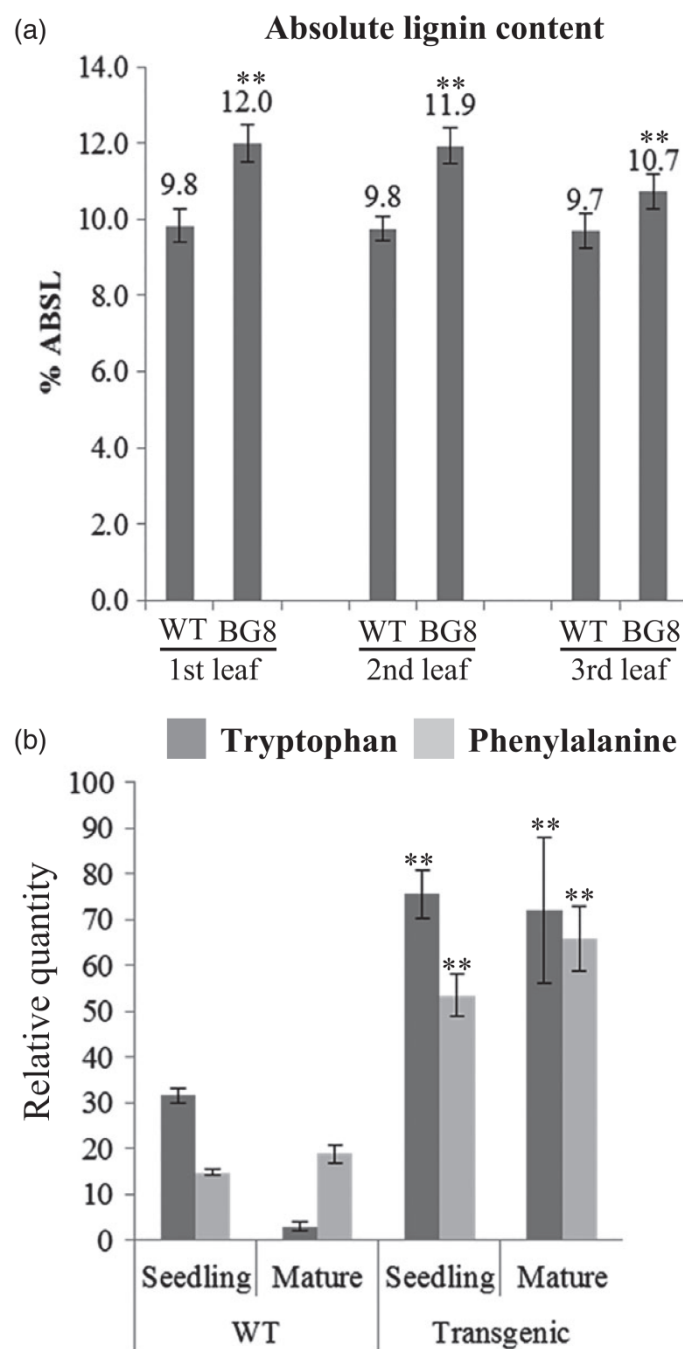 (a) Absolute lignin content
% ABSL
14.0
12.0
10.0
8.0
6.0
4.0
2.0
0.0
** ** **
9.8 12.0 9.8 11.9 9.7 10.7
WT BG8 WT BG8 WT BG8
1st leaf 2nd leaf 3rd leaf
(b) Tryptophan Phenylalanine
Relative quantity
100
90
80
70
60
50
40
30
20
10
0
** ** ** **
Seedling Mature Seedling Mature
WT Transgenic